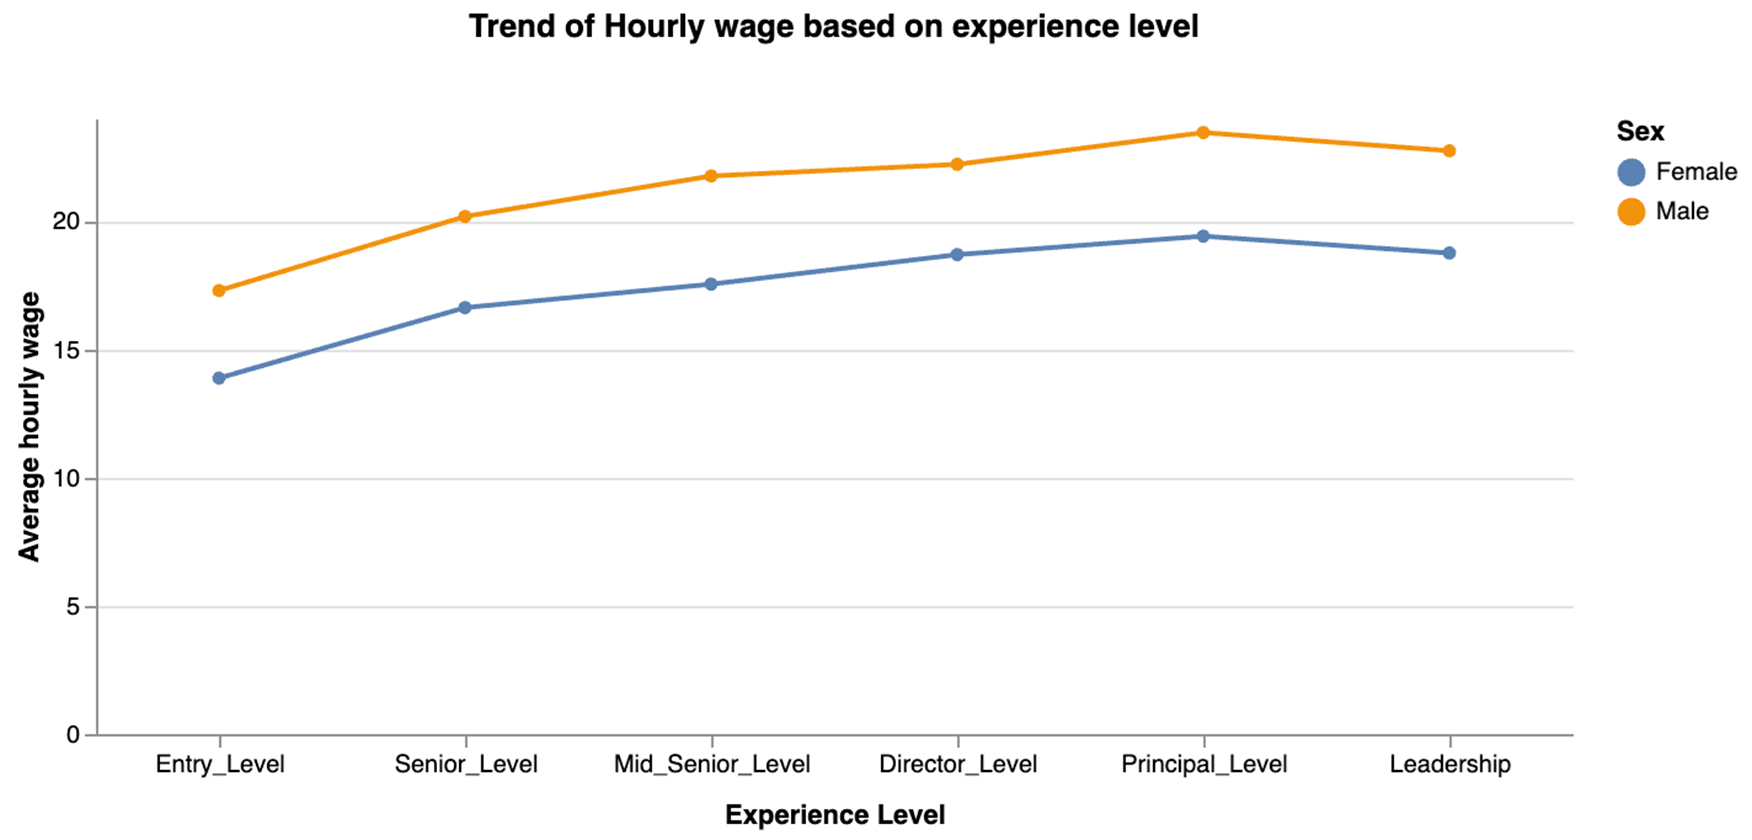 Trend of Hourly wage based on experience level
Sex
Female
Male
Average hourly wage
20
15
10
5
0
Entry_Level
Senior_Level
Mid_Senior_Level
Director_Level
Principal_Level
Leadership
Experience Level